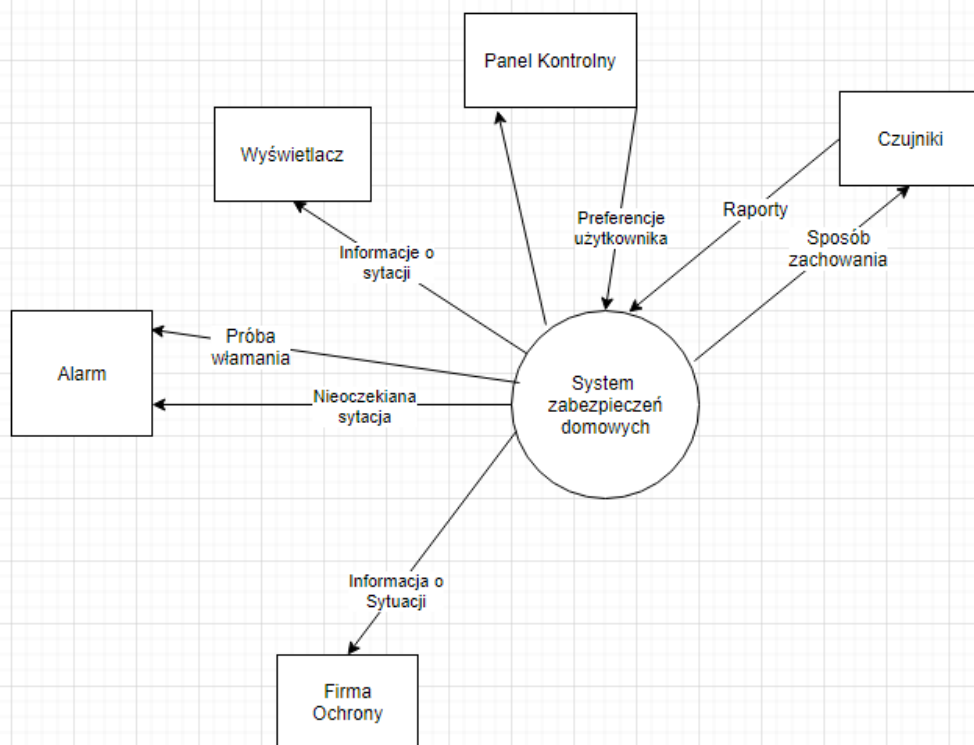 Panel Kontrolny
Czujniki
Wyświetlacz
Raporty
Preferencje
użytkownika
Sposób
zachowania
Informacje o
sytacji
Próba
włamania
Alarm
Nieoczekiana
sytacja
System
zabezpieczeń
domowych
Informacja o
Sytuacji
Firma
Ochrony